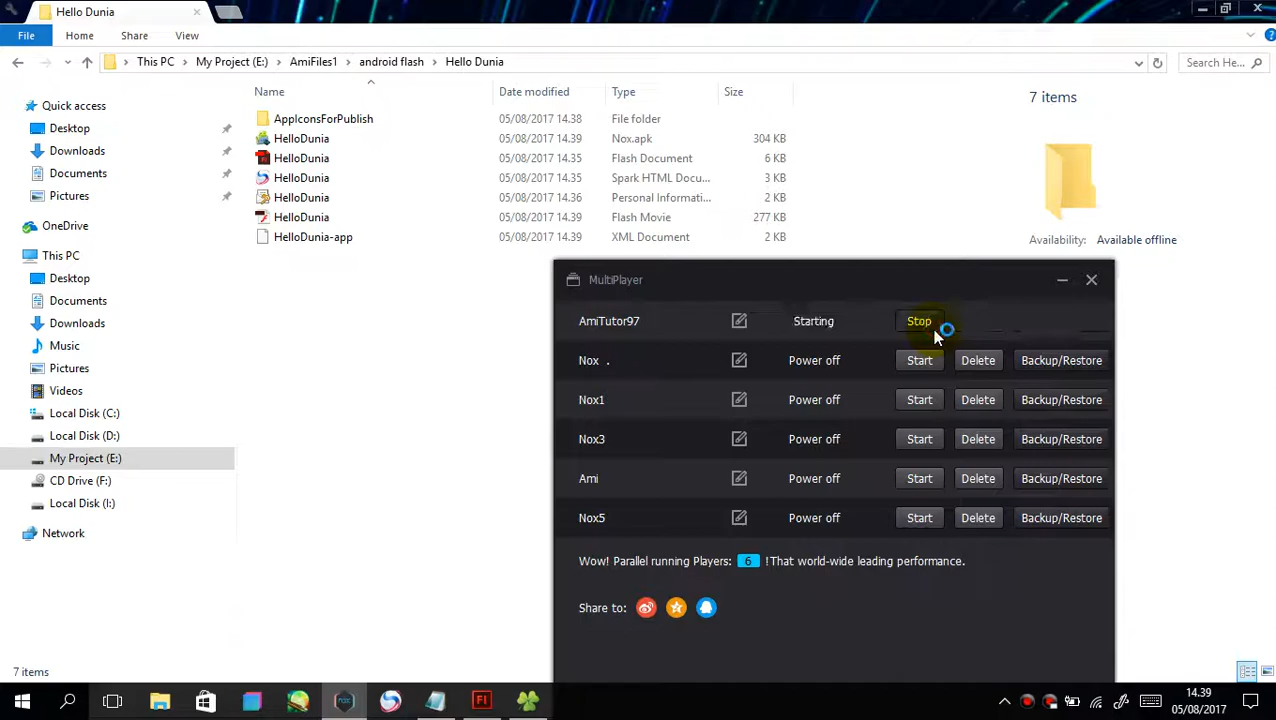 Hello Dunia
File Home Share View
This PC My Project (E:) AmiFiles1 android flash Hello Dunia Search He...
Name Date modified Type Size
7 items
Quick access
Desktop
Downloads
Documents
Pictures
OneDrive
This PC
Desktop
Documents
Downloads
Music
Pictures
Videos
Local Disk (C:)
Local Disk (D:)
My Project (E:)
CD Drive (F:)
Local Disk (I:)
Network
AppIconsForPublish 05/08/2017 14.38 File folder
HelloDunia 05/08/2017 14.39 Nox.apk 304 KB
HelloDunia 05/08/2017 14.35 Flash Document 6 KB
HelloDunia 05/08/2017 14.35 Spark HTML Docu... 3 KB
HelloDunia 05/08/2017 14.36 Personal Informati... 2 KB
HelloDunia 05/08/2017 14.39 Flash Movie 277 KB
HelloDunia-app 05/08/2017 14.39 XML Document 2 KB
Availability: Available offline
MultiPlayer
AmiTutor97 Starting Stop
Nox . Power off Start Delete Backup/Restore
Nox1 Power off Start Delete Backup/Restore
Nox3 Power off Start Delete Backup/Restore
Ami Power off Start Delete Backup/Restore
Nox5 Power off Start Delete Backup/Restore
Wow! Parallel running Players: 6 !That world-wide leading performance.
Share to:
7 items
14.39
05/08/2017